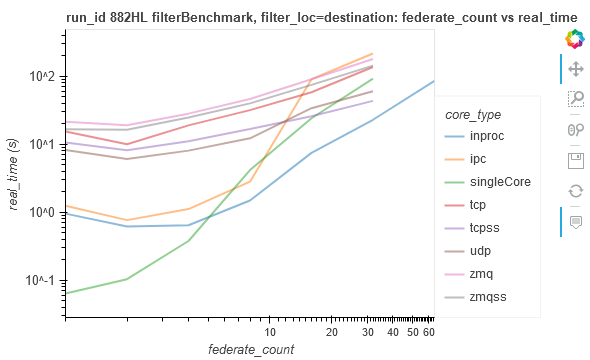 run_id 882HL filterBenchmark, filter_loc=destination: federate_count vs real_time
10^2
10^1
10^0
10^-1
real_time (s)
10
20
30
40
50
60
federate_count
core_type
inproc
ipc
singleCore
tcp
tcpss
udp
zmq
zmqss